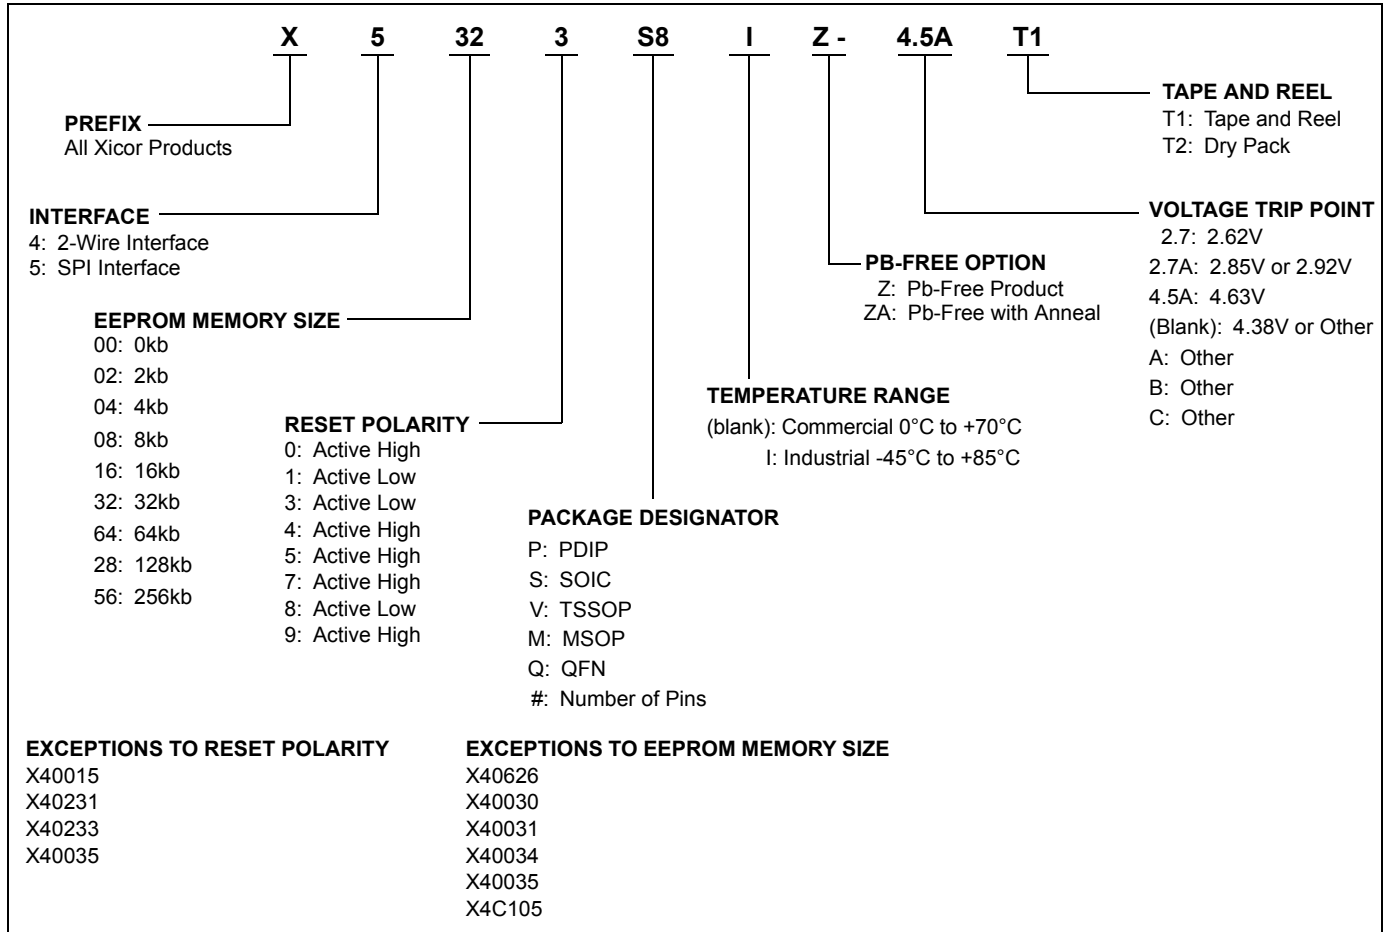 X 5 32 3 S8 I Z - 4.5A T1
TAPE AND REEL
T1: Tape and Reel
T2: Dry Pack
PREFIX
All Xicor Products
INTERFACE
4: 2-Wire Interface
5: SPI Interface
VOLTAGE TRIP POINT
2.7: 2.62V
2.7A: 2.85V or 2.92V
4.5A: 4.63V
(Blank): 4.38V or Other
A: Other
B: Other
C: Other
PB-FREE OPTION
Z: Pb-Free Product
ZA: Pb-Free with Anneal
EEPROM MEMORY SIZE
00: 0kb
02: 2kb
04: 4kb
08: 8kb
16: 16kb
32: 32kb
64: 64kb
28: 128kb
56: 256kb
TEMPERATURE RANGE
(blank): Commercial 0°C to +70°C
I: Industrial -45°C to +85°C
RESET POLARITY
0: Active High
1: Active Low
3: Active Low
4: Active High
5: Active High
7: Active High
8: Active Low
9: Active High
PACKAGE DESIGNATOR
P: PDIP
S: SOIC
V: TSSOP
M: MSOP
Q: QFN
#: Number of Pins
EXCEPTIONS TO RESET POLARITY
X40015
X40231
X40233
X40035
EXCEPTIONS TO EEPROM MEMORY SIZE
X40626
X40030
X40031
X40034
X40035
X4C105